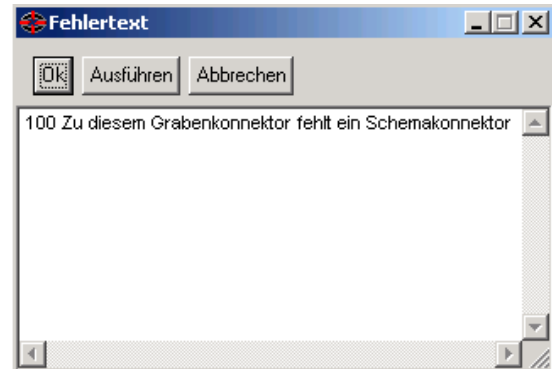 Fehlertext
Ok Ausführen Abbrechen
100 Zu diesem Grabenkonnektor fehlt ein Schemakonnektor